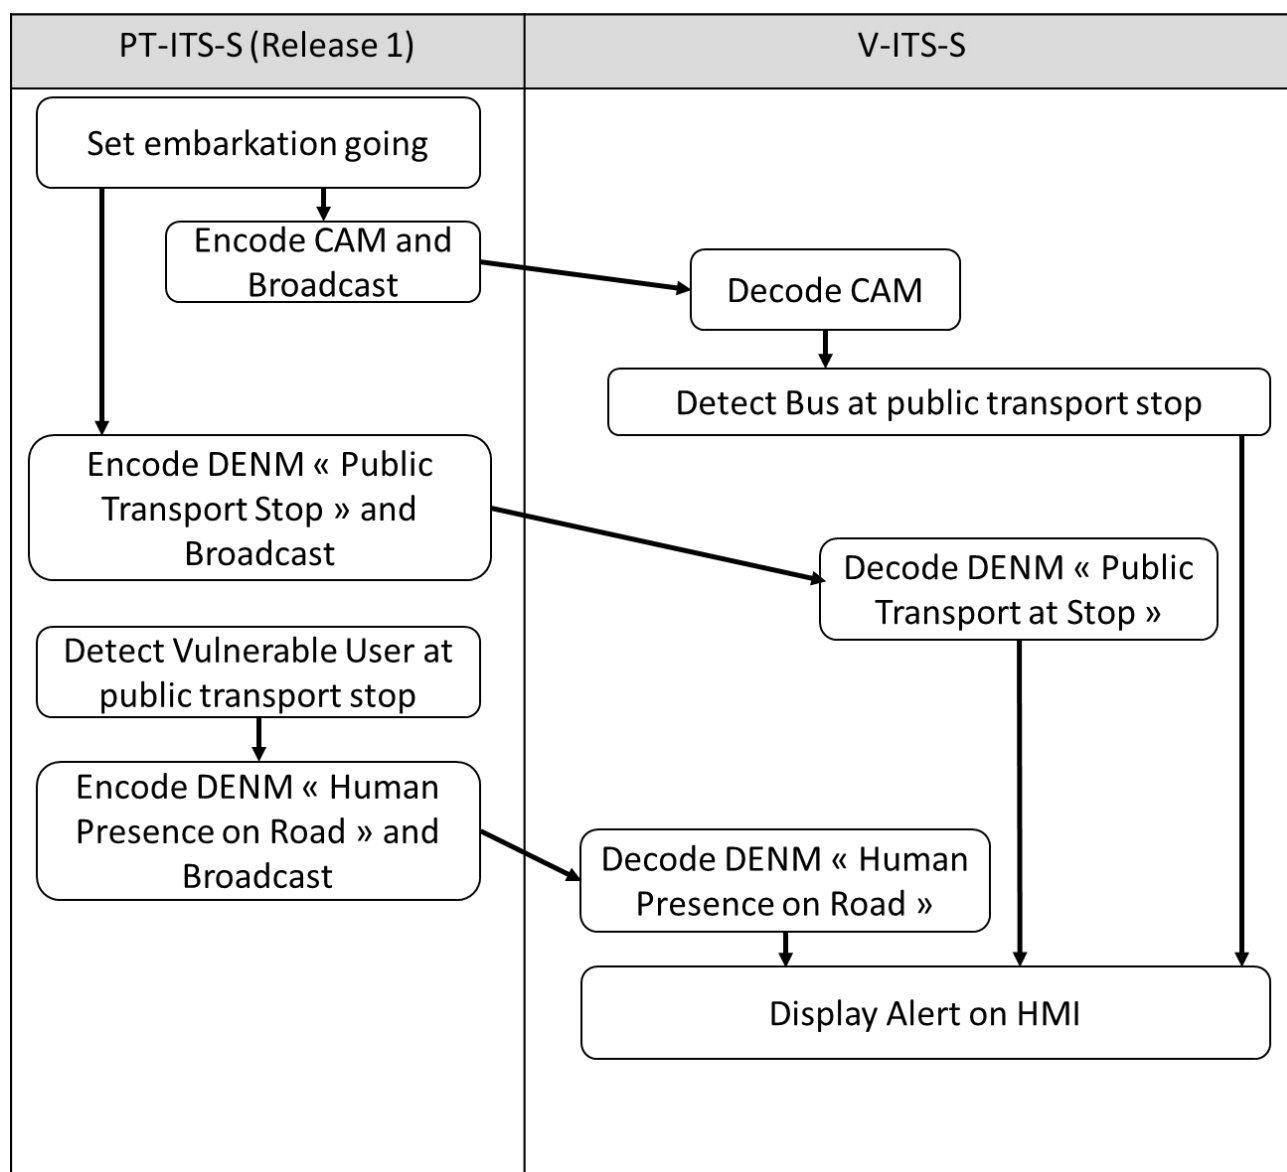 PT-ITS-S (Release 1)
V-ITS-S
Set embarkation going
Encode CAM and
Broadcast
Decode CAM
Detect Bus at public transport stop
Encode DENM « Public
Transport Stop » and
Broadcast
Decode DENM « Public
Transport at Stop »
Detect Vulnerable User at
public transport stop
Encode DENM « Human
Presence on Road » and
Broadcast
Decode DENM « Human
Presence on Road »
Display Alert on HMI